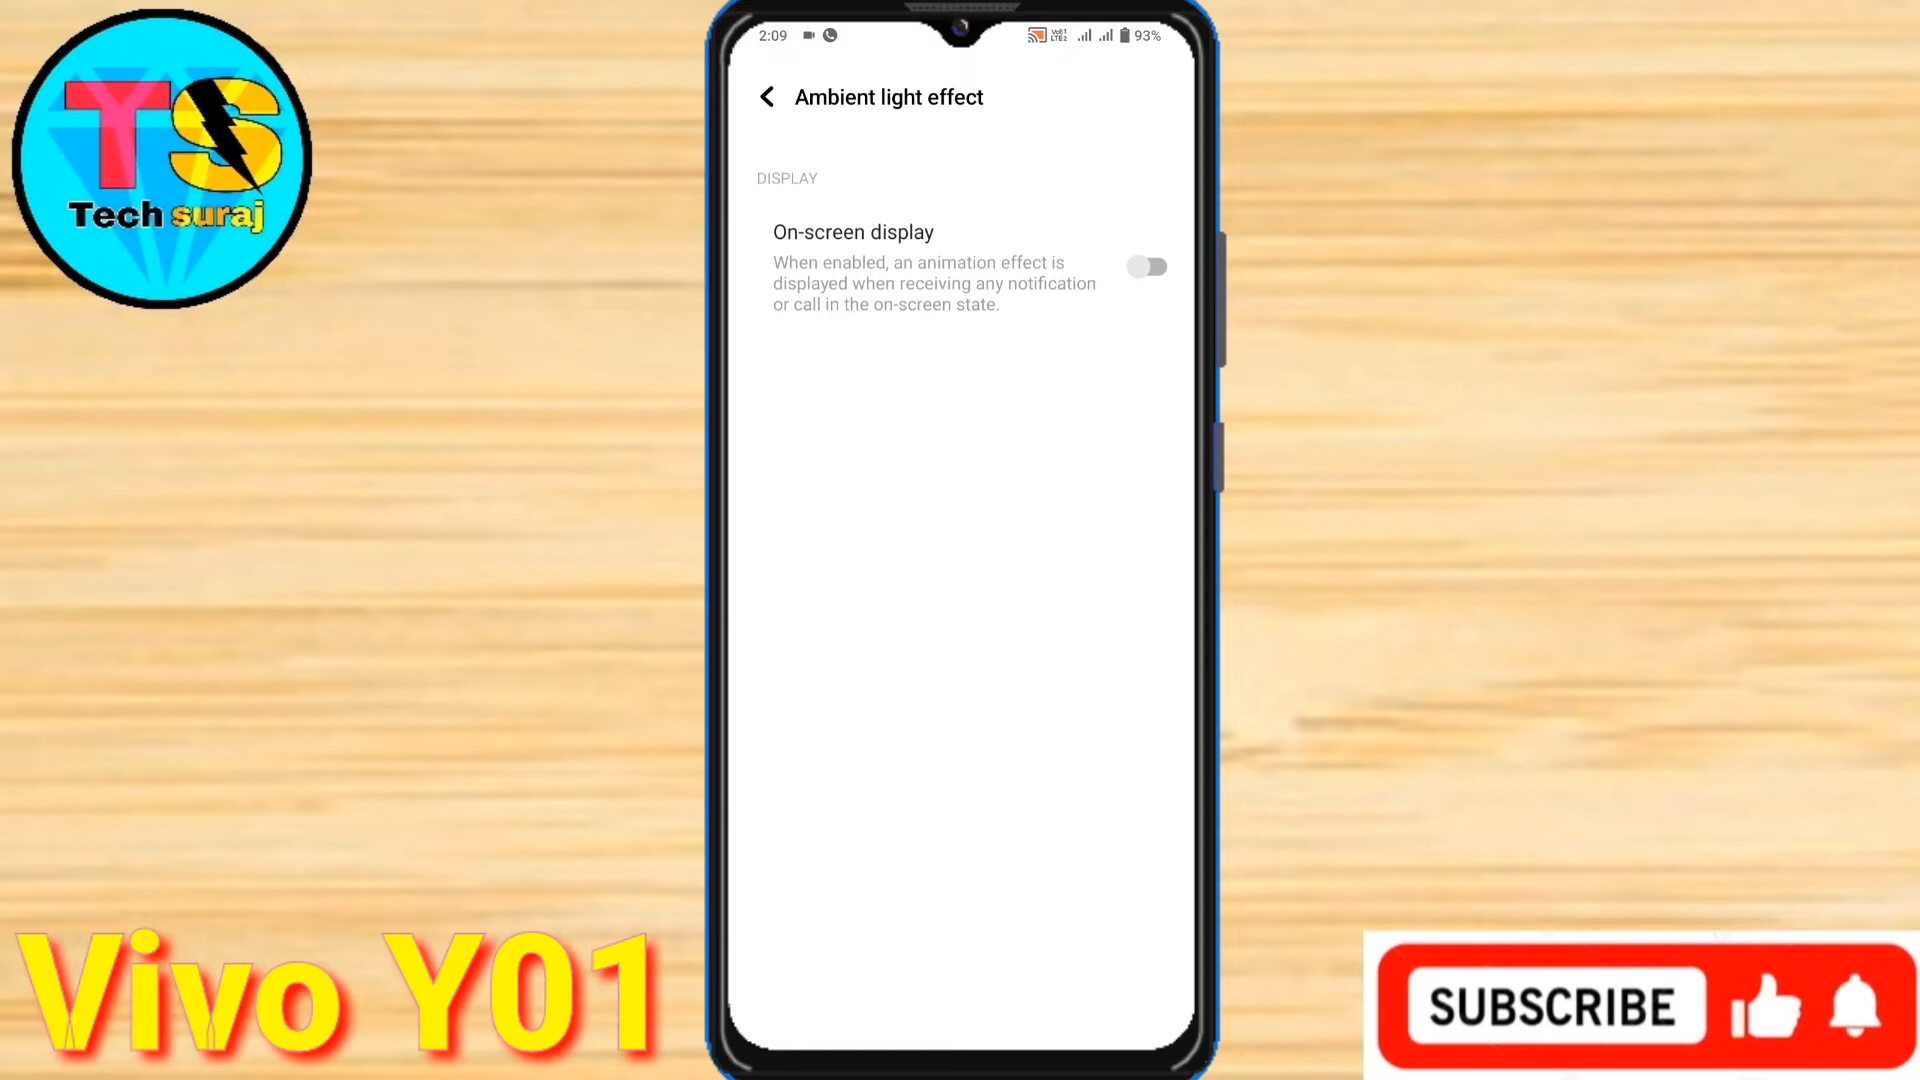 TS
Tech suraj
2:09
93%
Ambient light effect
DISPLAY
On-screen display
When enabled, an animation effect is
displayed when receiving any notification
or call in the on-screen state.
Vivo Y01
SUBSCRIBE